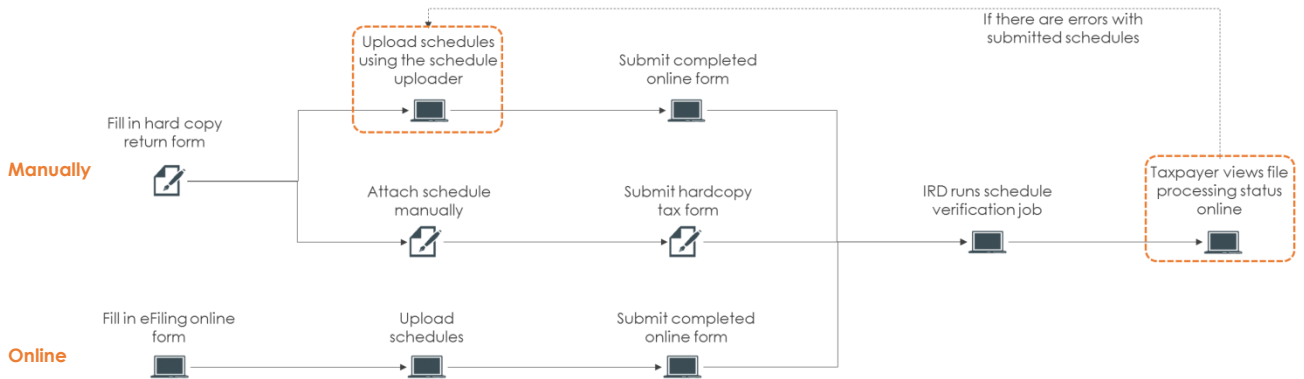 If there are errors with
submitted schedules
Upload schedules
using the schedule
uploader
Submit completed
online form
Fill in hard copy
return form
Manually
Attach schedule
manually
Submit hardcopy
tax form
IRD runs schedule
verification job
Taxpayer views file
processing status
online
Fill in eFiling online
form
Upload
schedules
Submit completed
online form
Online